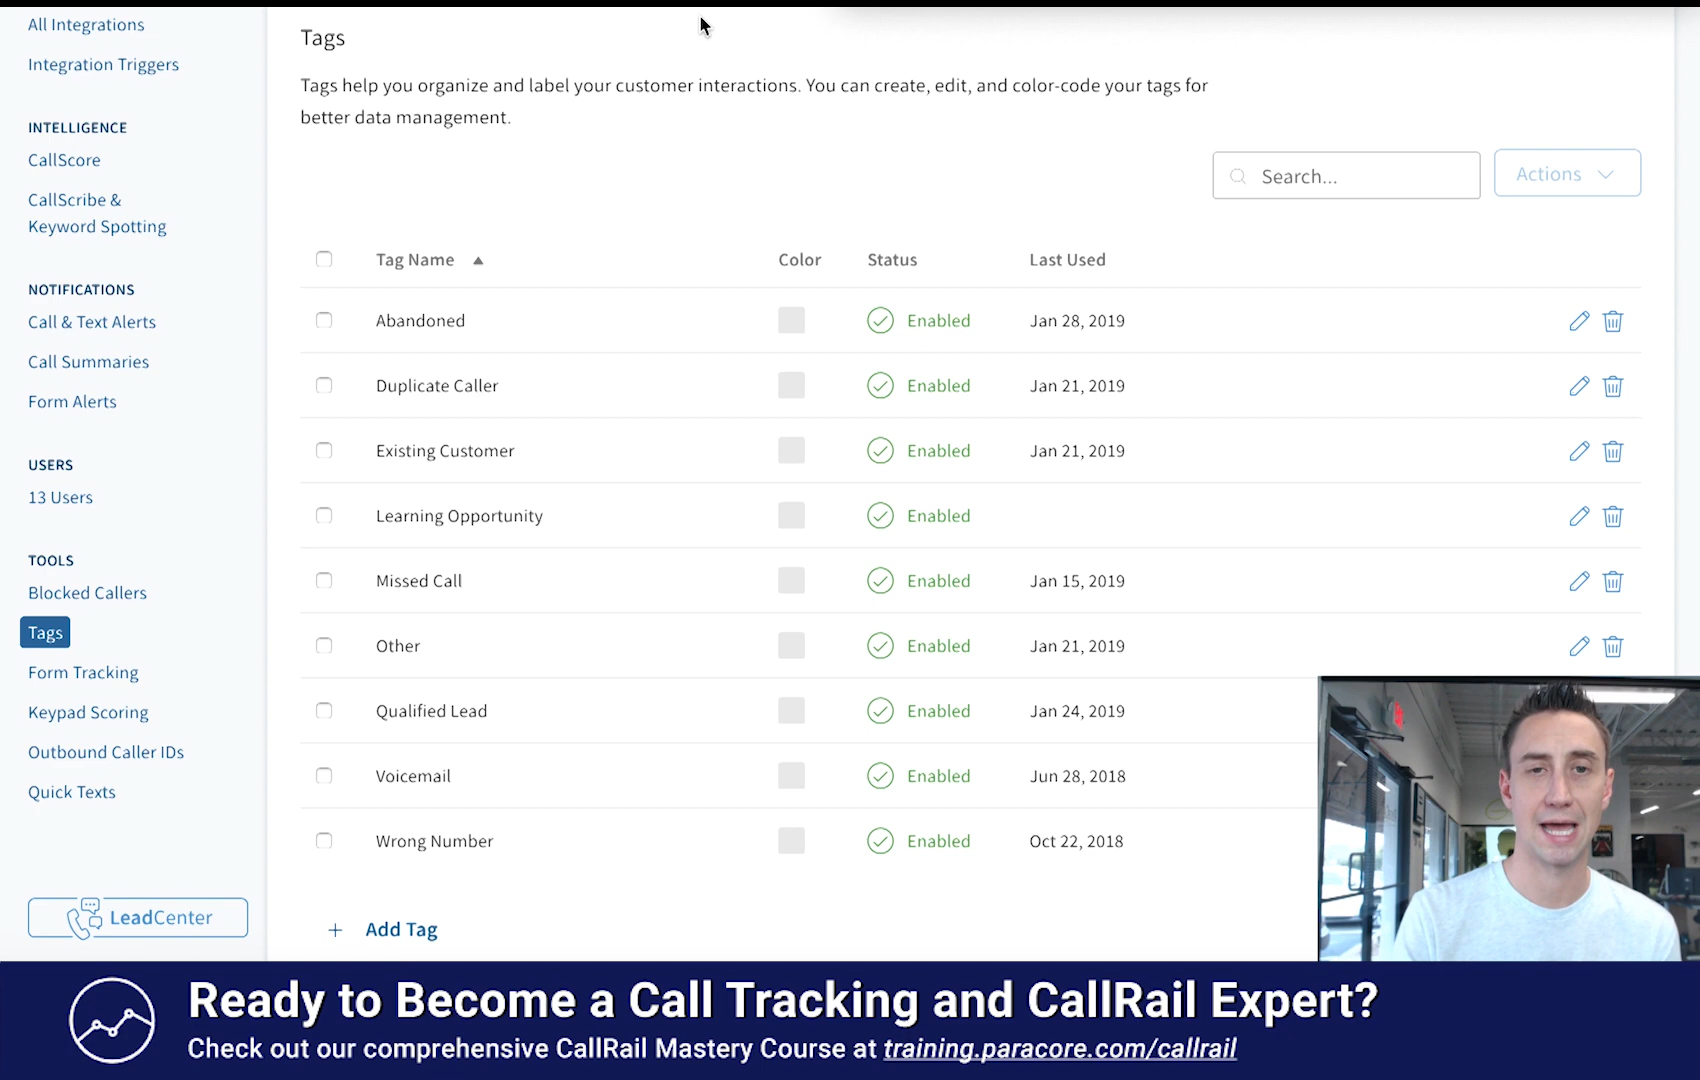 All Integrations
Integration Triggers
INTELLIGENCE
CallScore
CallScribe &
Keyword Spotting
NOTIFICATIONS
Call & Text Alerts
Call Summaries
Form Alerts
USERS
13 Users
TOOLS
Blocked Callers
Tags
Form Tracking
Keypad Scoring
Outbound Caller IDs
Quick Texts
LeadCenter
Tags
Tags help you organize and label your customer interactions. You can create, edit, and color-code your tags for
better data management.
Search...
Actions
Tag Name Color Status Last Used
Abandoned Enabled Jan 28, 2019
Duplicate Caller Enabled Jan 21, 2019
Existing Customer Enabled Jan 21, 2019
Learning Opportunity Enabled
Missed Call Enabled Jan 15, 2019
Other Enabled Jan 21, 2019
Qualified Lead Enabled Jan 24, 2019
Voicemail Enabled Jun 28, 2018
Wrong Number Enabled Oct 22, 2018
+ Add Tag
Ready to Become a Call Tracking and CallRail Expert?
Check out our comprehensive CallRail Mastery Course at training.paracore.com/callrail